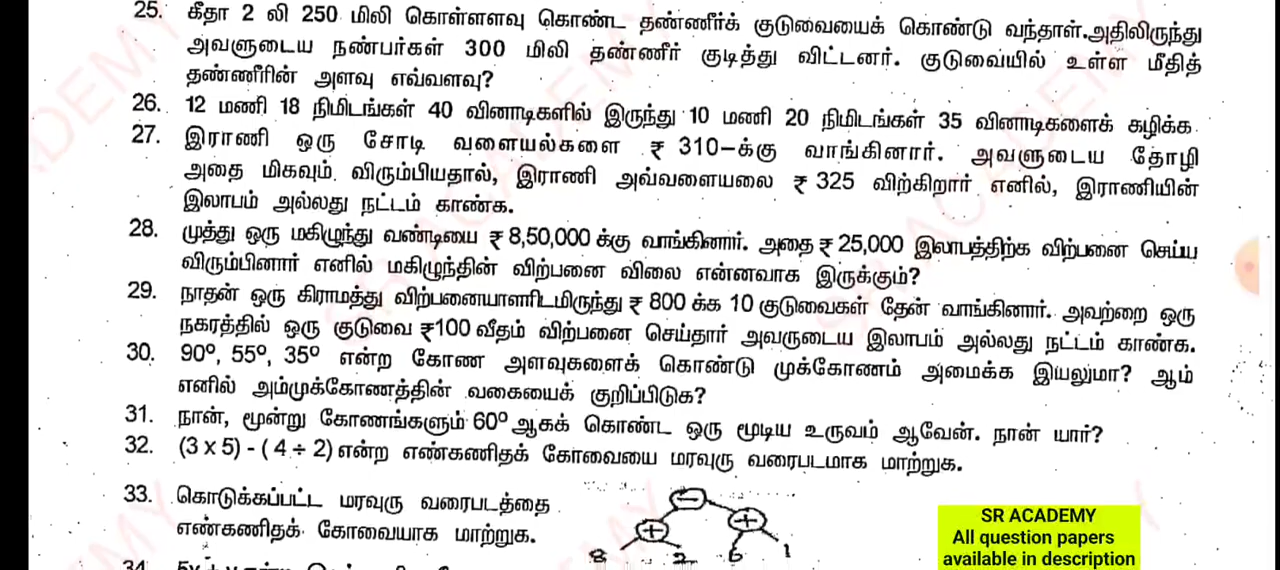 25. கீதா 2 லி 250 மிலி கொள்ளளவு கொண்ட தண்ணீர்க் குடுவையைக் கொண்டு வந்தாள்.அதிலிருந்து
அவளுடைய நண்பர்கள் 300 மிலி தண்ணீர் குடித்து விட்டனர். குடுவையில் உள்ள மீதித்
தண்ணீரின் அளவு எவ்வளவு?
26. 12 மணி 18 நிமிடங்கள் 40 வினாடிகளில் இருந்து 10 மணி 20 நிமிடங்கள் 35 வினாடிகளைக் கழிக்க
27. இராணி ஒரு சோடி வளையல்களை ₹ 310-க்கு வாங்கினார். அவளுடைய தோழி
அதை மிகவும் விரும்பியதால், இராணி அவ்வளையலை ₹ 325 விற்கிறார் எனில், இராணியின்
இலாபம் அல்லது நட்டம் காண்க.
28. முத்து ஒரு மகிழுந்து வண்டியை ₹ 8,50,000 க்கு வாங்கினார். அதை ₹ 25,000 இலாபத்திற்க விற்பனை செய்ய
விரும்பினார் எனில் மகிழுந்தின் விற்பனை விலை என்னவாக இருக்கும்?
29. நாதன் ஒரு கிராமத்து விற்பனையாளரிடமிருந்து ₹ 800 க்க 10 குடுவைகள் தேன் வாங்கினார். அவற்றை ஒரு
நகரத்தில் ஒரு குடுவை ₹100 வீதம் விற்பனை செய்தார் அவருடைய இலாபம் அல்லது நட்டம் காண்க.
30. 90º, 55º, 35º என்ற கோண அளவுகளைக் கொண்டு முக்கோணம் அமைக்க இயலுமா? ஆம்
எனில் அம்முக்கோணத்தின் வகையைக் குறிப்பிடுக?
31. நான், மூன்று கோணங்களும் 60º ஆகக் கொண்ட ஒரு மூடிய உருவம் ஆவேன். நான் யார்?
32. (3 x 5) - ( 4 ÷ 2) என்ற எண்கணிதக் கோவையை மரவுரு வரைபடமாக மாற்றுக.
33. கொடுக்கப்பட்ட மரவுரு வரைபடத்தை
எண்கணிதக் கோவையாக மாற்றுக.
−
+ +
8 2 6 1
SR ACADEMY
All question papers
available in description
34.